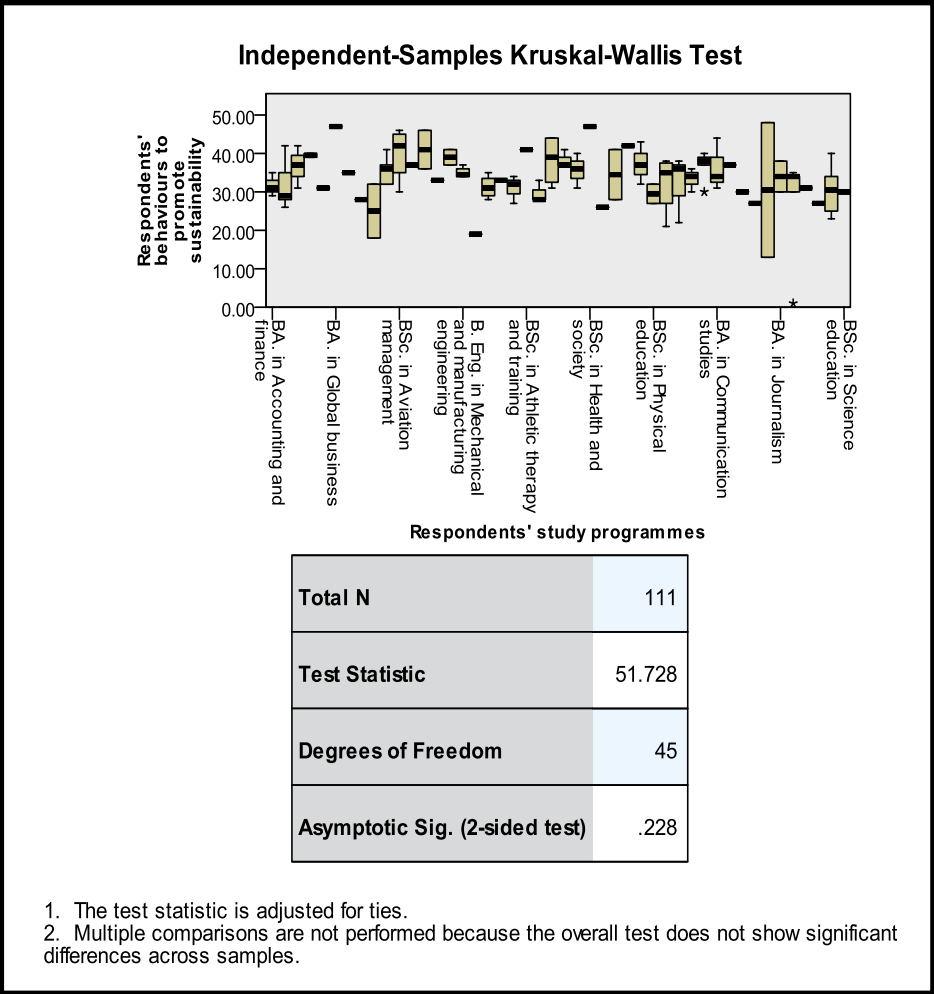 Independent-Samples Kruskal-Wallis Test
Respondents'
behaviours to
promote
sustainability
50.00
40.00
30.00
20.00
10.00
0.00
BA. in Accounting and
finance
BA. in Global business
BSc. in Aviation
management
B. Eng. in Mechanical
and manufacturing
engineering
BSc. in Athletic therapy
and training
BSc. in Health and
society
BSc. in Physical
education
BA. in Communication
studies
BA. in Journalism
BSc. in Science
education
Respondents' study programmes
Total N 111
Test Statistic 51.728
Degrees of Freedom 45
Asymptotic Sig. (2-sided test) .228
1. The test statistic is adjusted for ties.
2. Multiple comparisons are not performed because the overall test does not show significant
differences across samples.